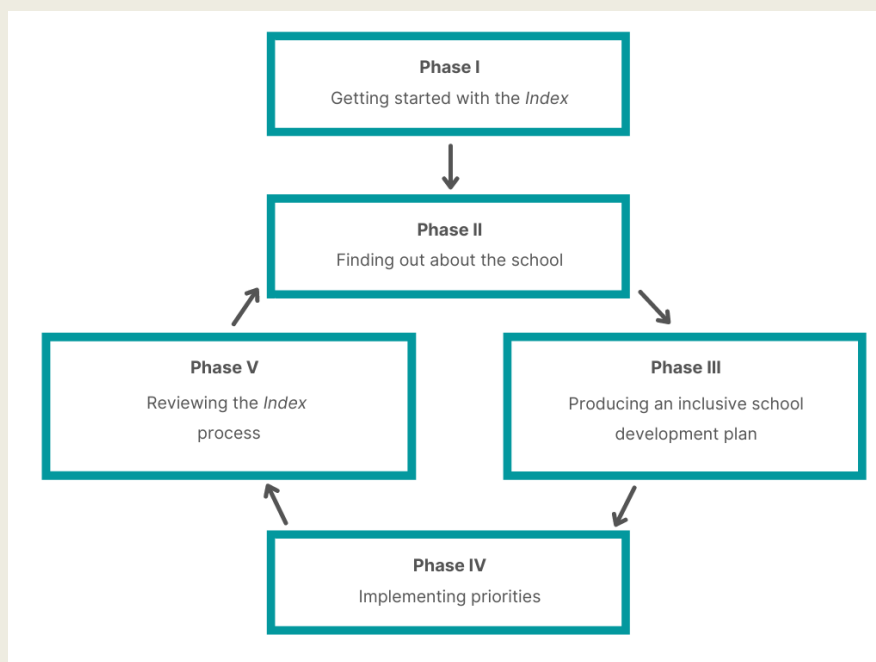 Phase I
Getting started with the Index
Phase II
Finding out about the school
Phase III
Producing an inclusive school
development plan
Phase IV
Implementing priorities
Phase V
Reviewing the Index
process